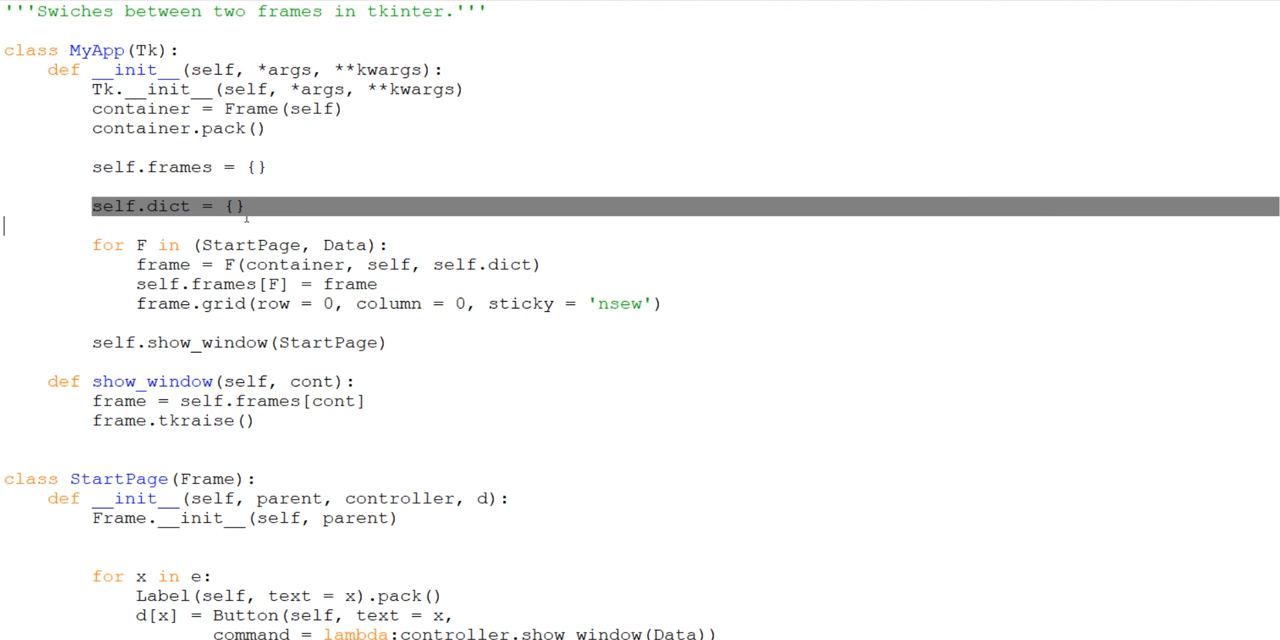 '''Swiches between two frames in tkinter.'''
class MyApp(Tk):
    def __init__(self, *args, **kwargs):
        Tk.__init__(self, *args, **kwargs)
        container = Frame(self)
        container.pack()
        self.frames = {}
        self.dict = {}
        for F in (StartPage, Data):
            frame = F(container, self, self.dict)
            self.frames[F] = frame
            frame.grid(row = 0, column = 0, sticky = 'nsew')
        self.show_window(StartPage)
    def show_window(self, cont):
        frame = self.frames[cont]
        frame.tkraise()
class StartPage(Frame):
    def __init__(self, parent, controller, d):
        Frame.__init__(self, parent)
        for x in e:
            Label(self, text = x).pack()
            d[x] = Button(self, text = x,
                   command = lambda:controller.show_window(Data))